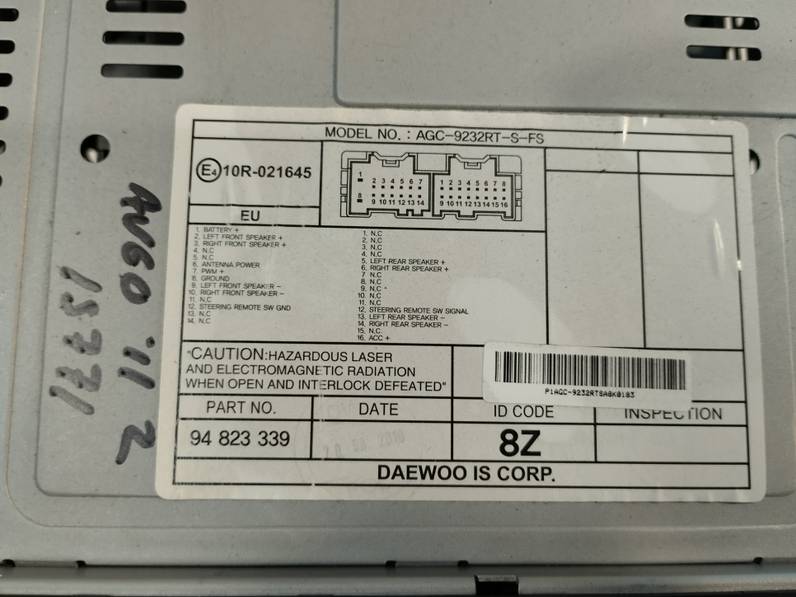 MODEL NO. : AGC-9232RT-S-FS
E4 10R-021645
EU
1 2 3 4 5 6 7
8 9 10 11 12 13 14
1 2 3 4 5 6 7 8
9 10 11 12 13 14 15 16
1. BATTERY +
2. LEFT FRONT SPEAKER +
3. RIGHT FRONT SPEAKER +
4. N.C
5. N.C
6. ANTENNA POWER
7. PWM +
8. GROUND
9. LEFT FRONT SPEAKER -
10. RIGHT FRONT SPEAKER -
11. N.C
12. STEERING REMOTE SW GND
13. N.C
14. N.C
1. N.C
2. N.C
3. N.C
4. N.C
5. LEFT REAR SPEAKER +
6. RIGHT REAR SPEAKER +
7. N.C
8. N.C
9. N.C
10. N.C
11. N.C
12. STEERING REMOTE SW SIGNAL
13. LEFT REAR SPEAKER -
14. RIGHT REAR SPEAKER -
15. N.C
16. ACC +
"CAUTION: HAZARDOUS LASER
AND ELECTROMAGNETIC RADIATION
WHEN OPEN AND INTERLOCK DEFEATED"
P1AGC-9232RTSA8K0183
PART NO. DATE ID CODE INSPECTION
94 823 339 8Z
DAEWOO IS CORP.
AV60 '11 2
15771